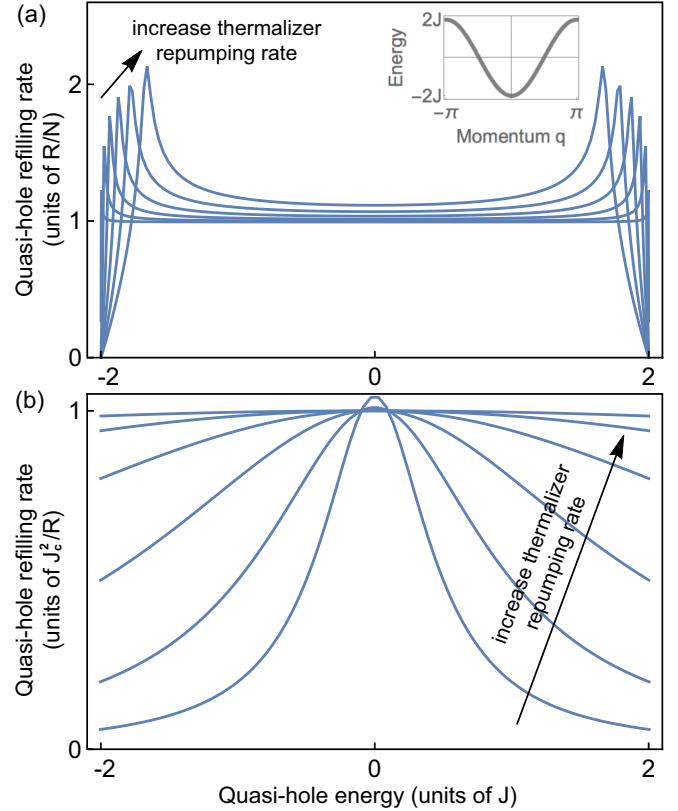 (a)
increase thermalizer
repumping rate
Quasi-hole refilling rate
(units of R/N)
2
1
0
-2
0
2
Energy
2J
−2J
−π
π
Momentum q
(b)
Quasi-hole refilling rate
(units of J_c^2/R)
1
0
increase thermalizer
repumping rate
-2
0
2
Quasi-hole energy (units of J)